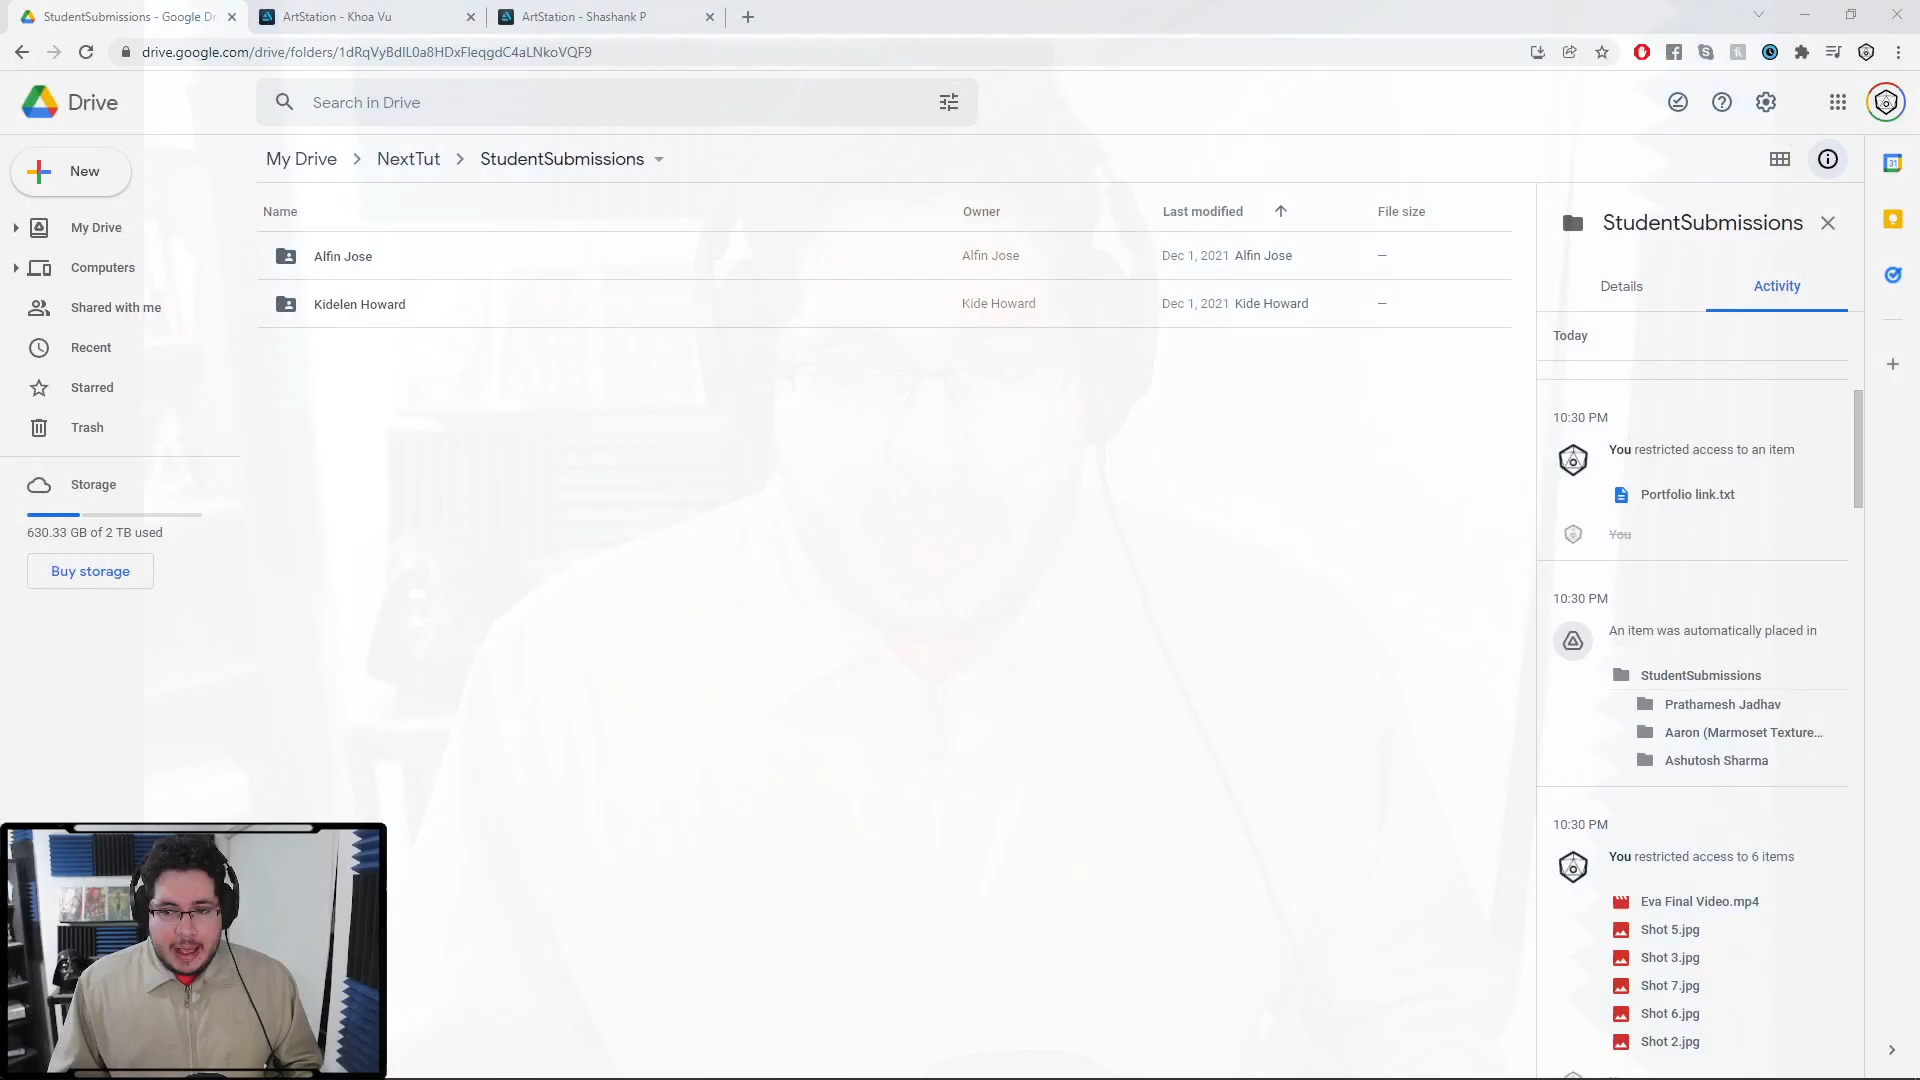 StudentSubmissions - Google Dr
ArtStation - Khoa Vu
ArtStation - Shashank P
drive.google.com/drive/folders/1dRqVyBdIL0a8HDxFleqgdC4aLNkoVQF9
Drive
Search in Drive
New
My Drive
Computers
Shared with me
Recent
Starred
Trash
Storage
630.33 GB of 2 TB used
Buy storage
My Drive > NextTut > StudentSubmissions
Name Owner Last modified File size
Alfin Jose Alfin Jose Dec 1, 2021 Alfin Jose —
Kidelen Howard Kide Howard Dec 1, 2021 Kide Howard —
StudentSubmissions
Details Activity
Today
10:30 PM
You restricted access to an item
Portfolio link.txt
You
10:30 PM
An item was automatically placed in
StudentSubmissions
Prathamesh Jadhav
Aaron (Marmoset Texture...
Ashutosh Sharma
10:30 PM
You restricted access to 6 items
Eva Final Video.mp4
Shot 5.jpg
Shot 3.jpg
Shot 7.jpg
Shot 6.jpg
Shot 2.jpg
31